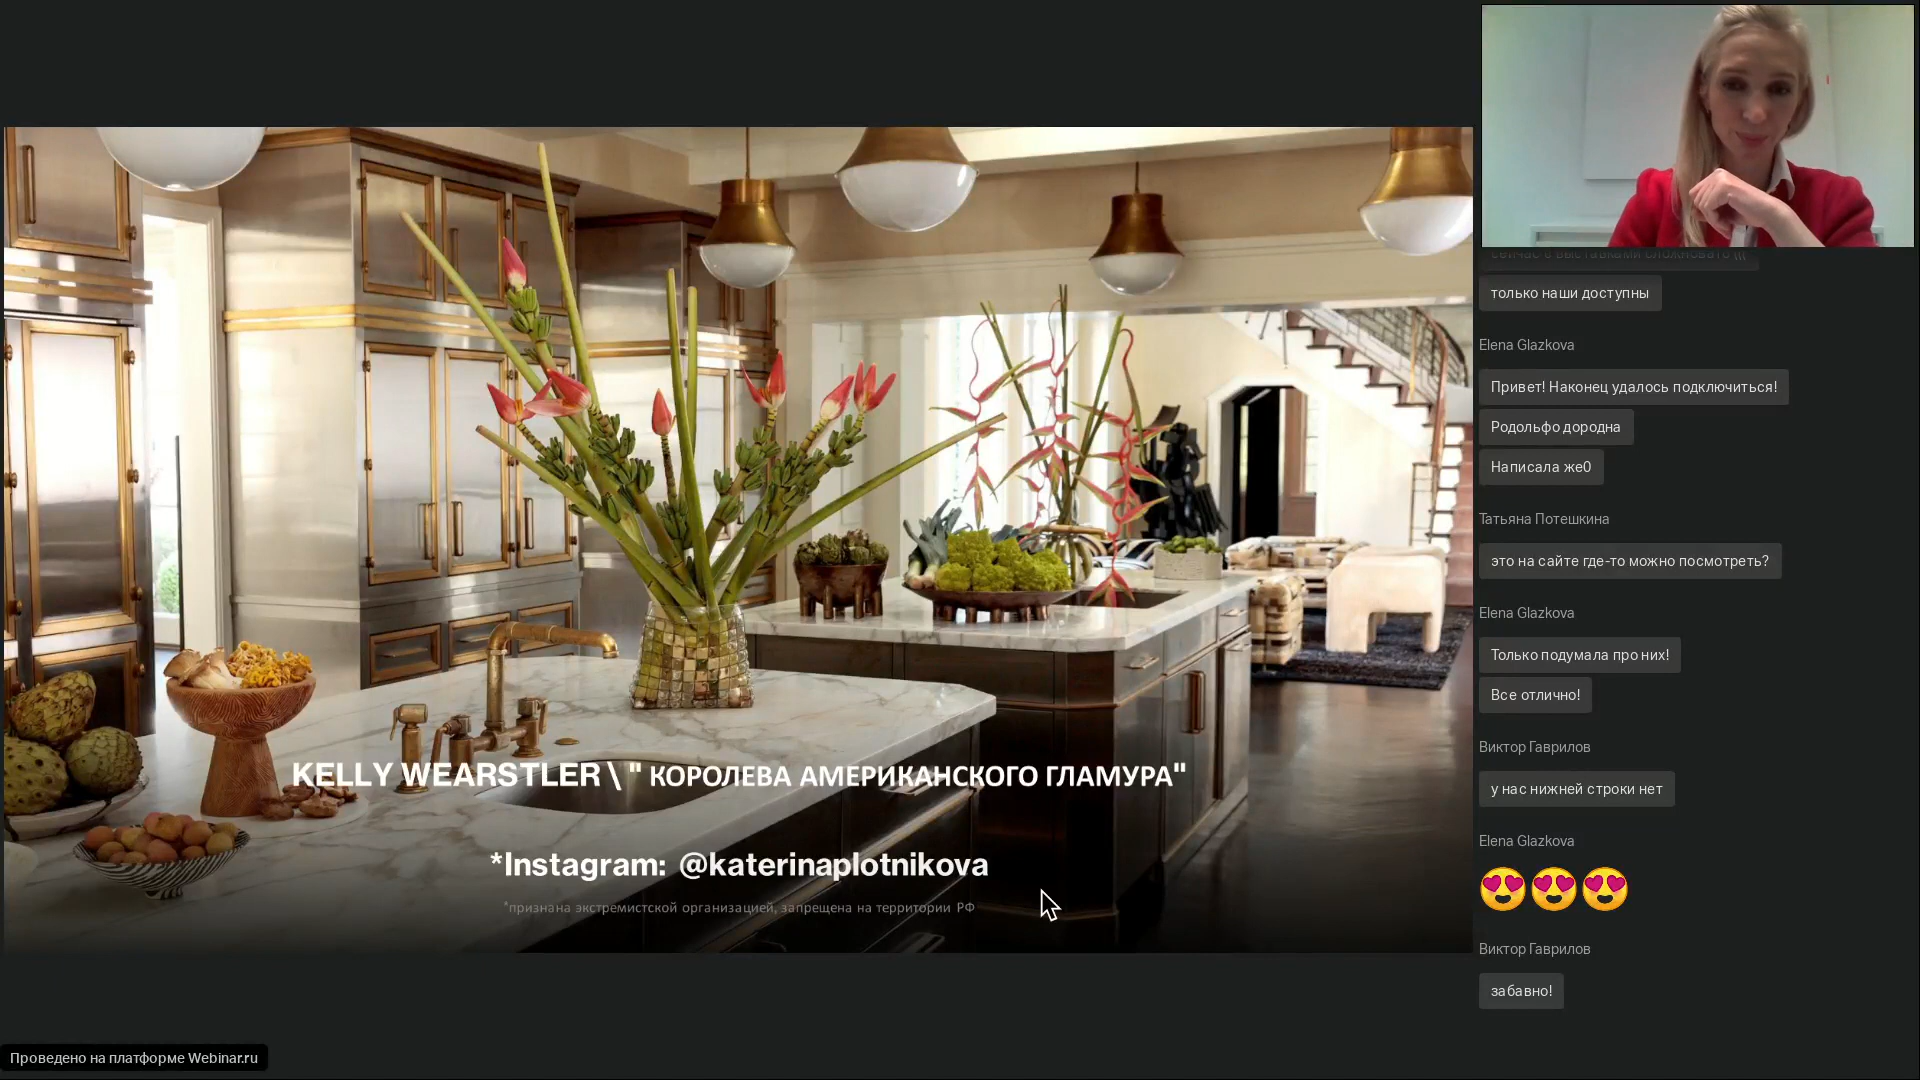 KELLY WEARSTLER \ " КОРОЛЕВА АМЕРИКАНСКОГО ГЛАМУРА"
*Instagram: @katerinaplotnikova
*признана экстремистской организацией, запрещена на территории РФ
сейчас с выставками сложновато (((
только наши доступны
Elena Glazkova
Привет! Наконец удалось подключиться!
Родольфо дородна
Написала же0
Татьяна Потешкина
это на сайте где-то можно посмотреть?
Elena Glazkova
Только подумала про них!
Все отлично!
Виктор Гаврилов
у нас нижней строки нет
Elena Glazkova
Виктор Гаврилов
забавно!
Проведено на платформе Webinar.ru